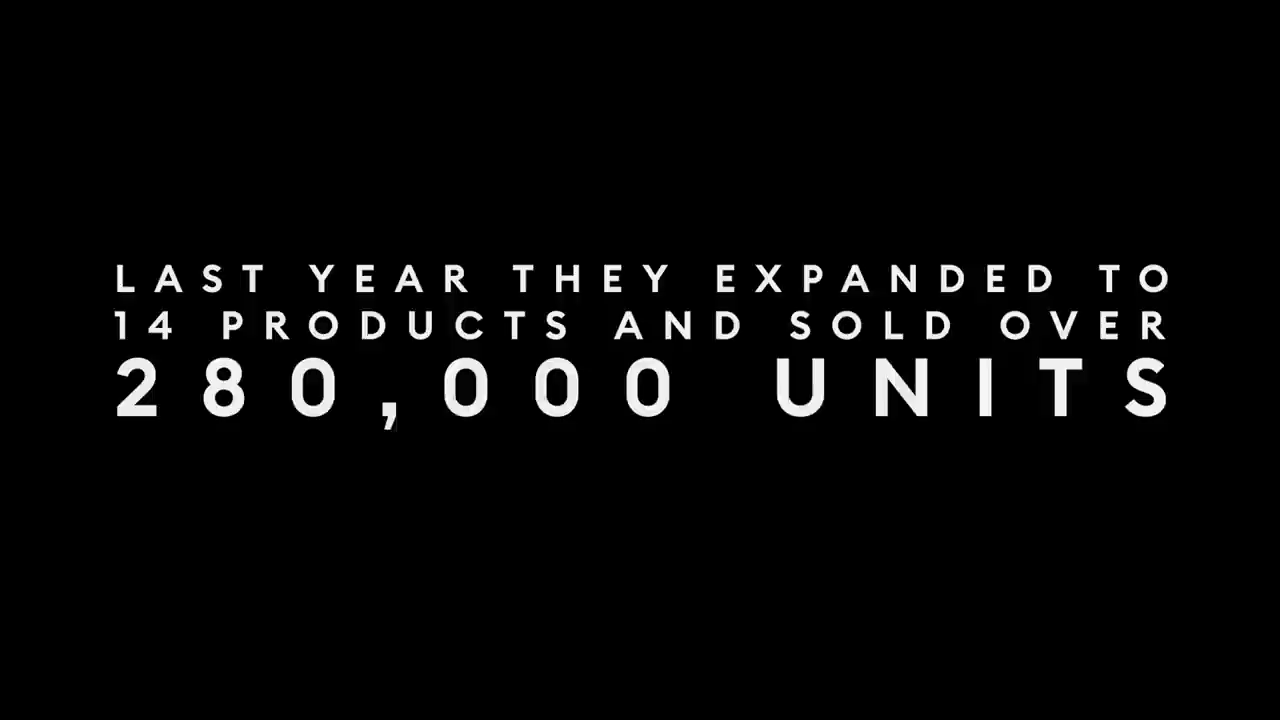 LAST YEAR THEY EXPANDED TO
14 PRODUCTS AND SOLD OVER
280,000 UNITS